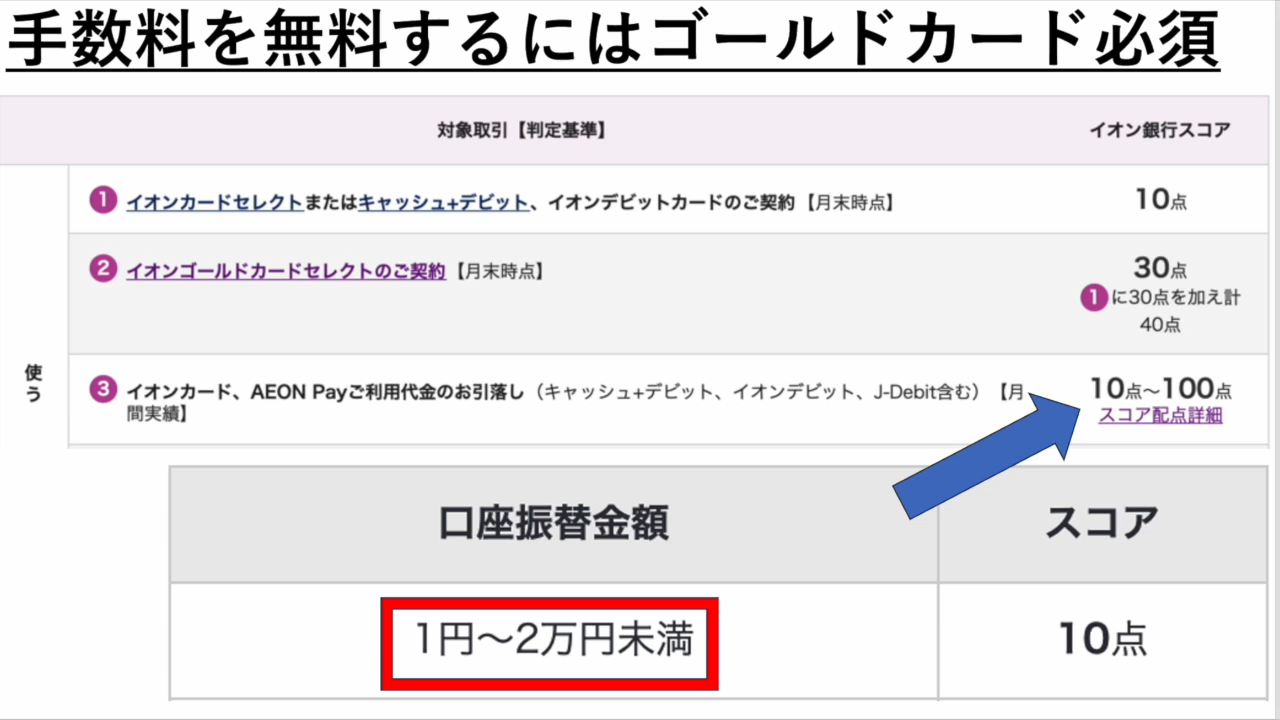 手数料を無料するにはゴールドカード必須
対象取引【判定基準】
イオン銀行スコア
使う
1 イオンカードセレクトまたはキャッシュ+デビット、イオンデビットカードのご契約【月末時点】
10点
2 イオンゴールドカードセレクトのご契約【月末時点】
30点
1に30点を加え計
40点
3 イオンカード、AEON Payご利用代金のお引落し（キャッシュ+デビット、イオンデビット、J-Debit含む）【月
間実績】
10点〜100点
スコア配点詳細
口座振替金額
スコア
1円〜2万円未満
10点